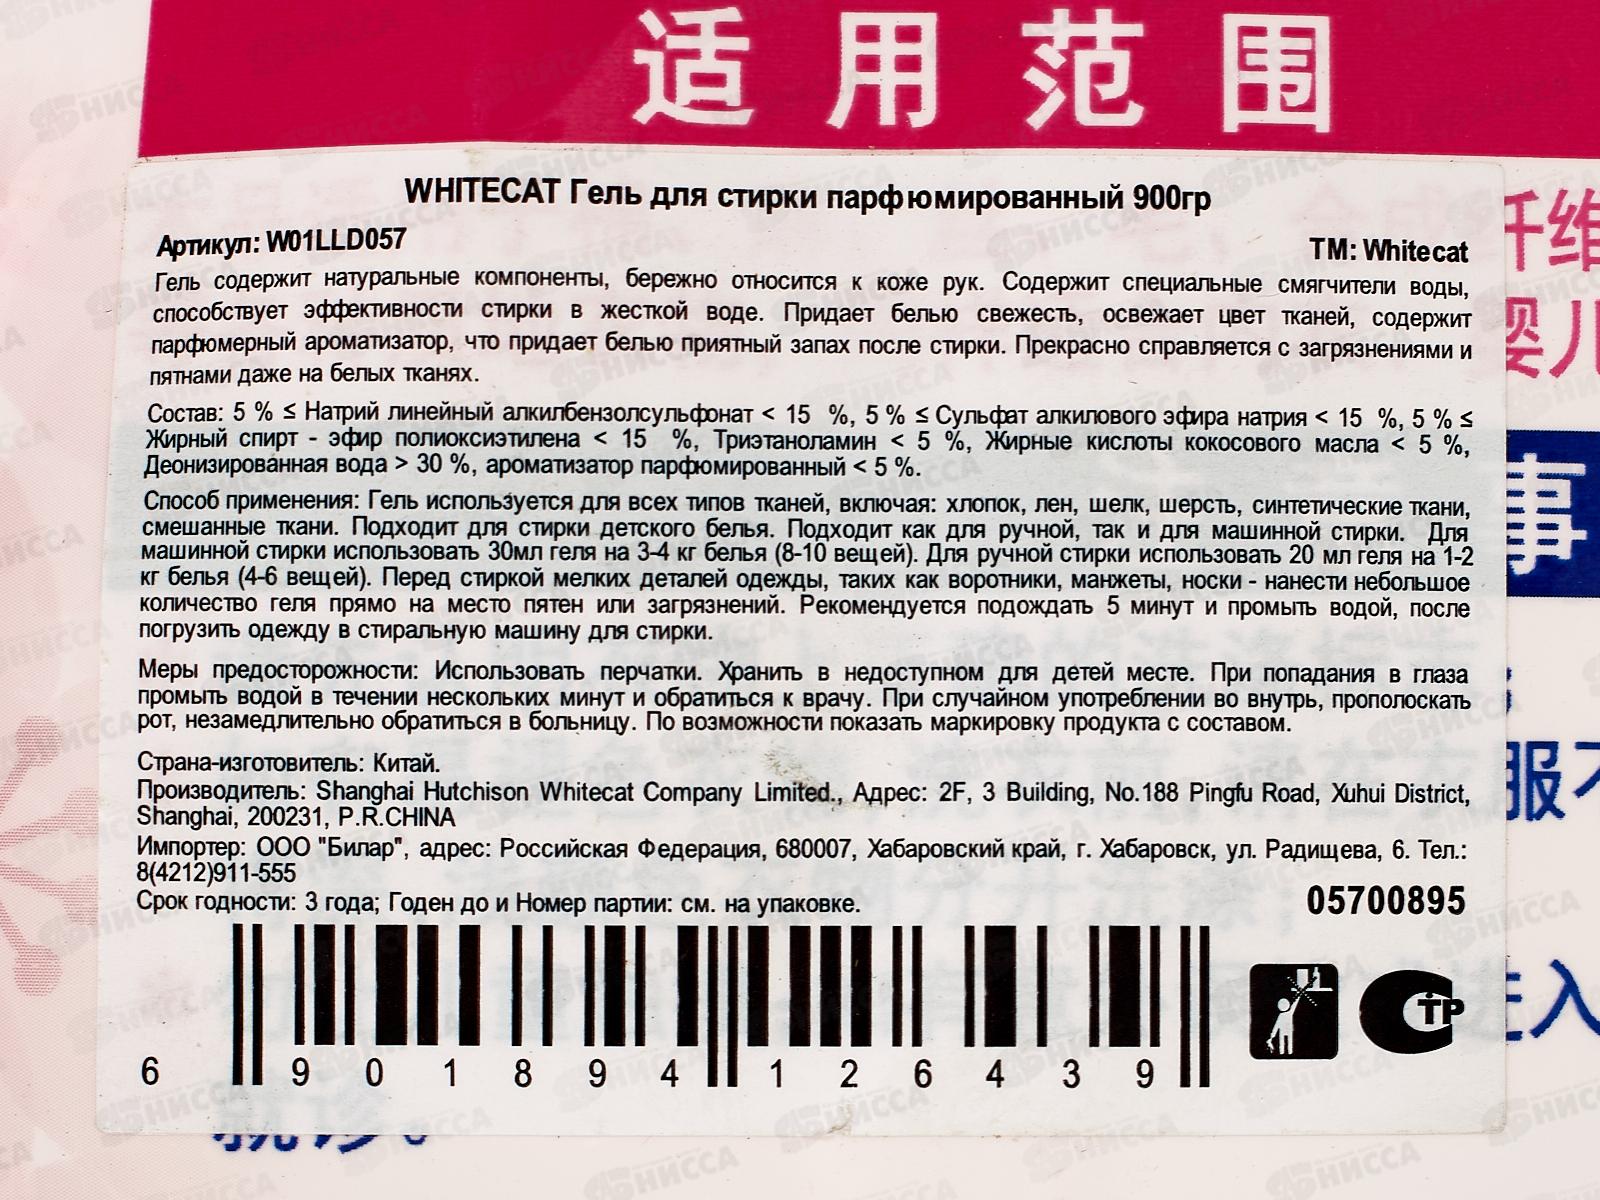 适用范围
WHITECAT Гель для стирки парфюмированный 900гр
Артикул: W01LLD057
TM: Whitecat
Гель содержит натуральные компоненты, бережно относится к коже рук. Содержит специальные смягчители воды,
способствует эффективности стирки в жесткой воде. Придает белью свежесть, освежает цвет тканей, содержит
парфюмерный ароматизатор, что придает белью приятный запах после стирки. Прекрасно справляется с загрязнениями и
пятнами даже на белых тканях.
Состав: 5 % ≤ Натрий линейный алкилбензолсульфонат < 15 %, 5 % ≤ Сульфат алкилового эфира натрия < 15 %, 5 % ≤
Жирный спирт - эфир полиоксиэтилена < 15 %, Триэтаноламин < 5 %, Жирные кислоты кокосового масла < 5 %,
Деонизированная вода > 30 %, ароматизатор парфюмированный < 5 %.
Способ применения: Гель используется для всех типов тканей, включая: хлопок, лен, шелк, шерсть, синтетические ткани,
смешанные ткани. Подходит для стирки детского белья. Подходит как для ручной, так и для машинной стирки. Для
машинной стирки использовать 30мл геля на 3-4 кг белья (8-10 вещей). Для ручной стирки использовать 20 мл геля на 1-2
кг белья (4-6 вещей). Перед стиркой мелких деталей одежды, таких как воротники, манжеты, носки - нанести небольшое
количество геля прямо на место пятен или загрязнений. Рекомендуется подождать 5 минут и промыть водой, после
погрузить одежду в стиральную машину для стирки.
Меры предосторожности: Использовать перчатки. Хранить в недоступном для детей месте. При попадания в глаза
промыть водой в течении нескольких минут и обратиться к врачу. При случайном употреблении во внутрь, прополоскать
рот, незамедлительно обратиться в больницу. По возможности показать маркировку продукта с составом.
Страна-изготовитель: Китай.
Производитель: Shanghai Hutchison Whitecat Company Limited., Адрес: 2F, 3 Building, No.188 Pingfu Road, Xuhui District,
Shanghai, 200231, P.R.CHINA
Импортер: ООО "Билар", адрес: Российская Федерация, 680007, Хабаровский край, г. Хабаровск, ул. Радищева, 6. Тел.:
8(4212)911-555
Срок годности: 3 года; Годен до и Номер партии: см. на упаковке.
05700895
6 901894 126439
СТР
纤维
婴儿
事
服不
入
НИССА